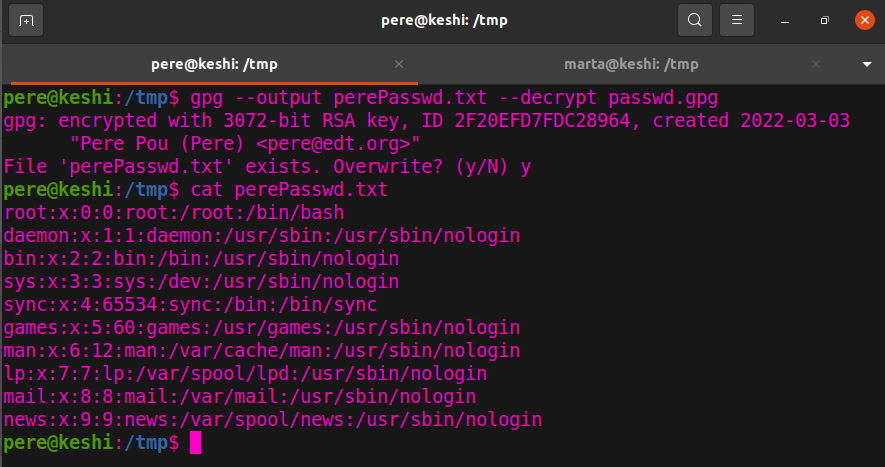 pere@keshi: /tmp
pere@keshi: /tmp
marta@keshi: /tmp
pere@keshi:/tmp$ gpg --output perePasswd.txt --decrypt passwd.gpg
gpg: encrypted with 3072-bit RSA key, ID 2F20EFD7FDC28964, created 2022-03-03
"Pere Pou (Pere) <pere@edt.org>"
File 'perePasswd.txt' exists. Overwrite? (y/N) y
pere@keshi:/tmp$ cat perePasswd.txt
root:x:0:0:root:/root:/bin/bash
daemon:x:1:1:daemon:/usr/sbin:/usr/sbin/nologin
bin:x:2:2:bin:/bin:/usr/sbin/nologin
sys:x:3:3:sys:/dev:/usr/sbin/nologin
sync:x:4:65534:sync:/bin:/bin/sync
games:x:5:60:games:/usr/games:/usr/sbin/nologin
man:x:6:12:man:/var/cache/man:/usr/sbin/nologin
lp:x:7:7:lp:/var/spool/lpd:/usr/sbin/nologin
mail:x:8:8:mail:/var/mail:/usr/sbin/nologin
news:x:9:9:news:/var/spool/news:/usr/sbin/nologin
pere@keshi:/tmp$